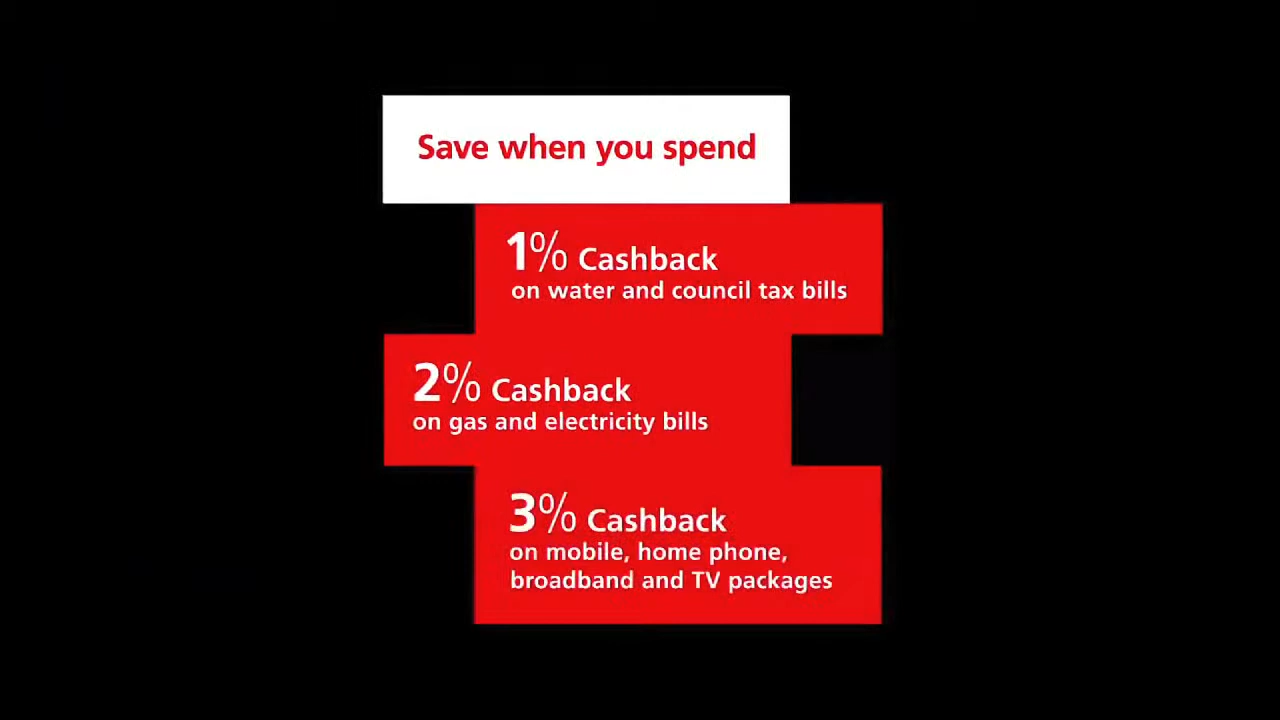 Save when you spend
1% Cashback
on water and council tax bills
2% Cashback
on gas and electricity bills
3% Cashback
on mobile, home phone,
broadband and TV packages